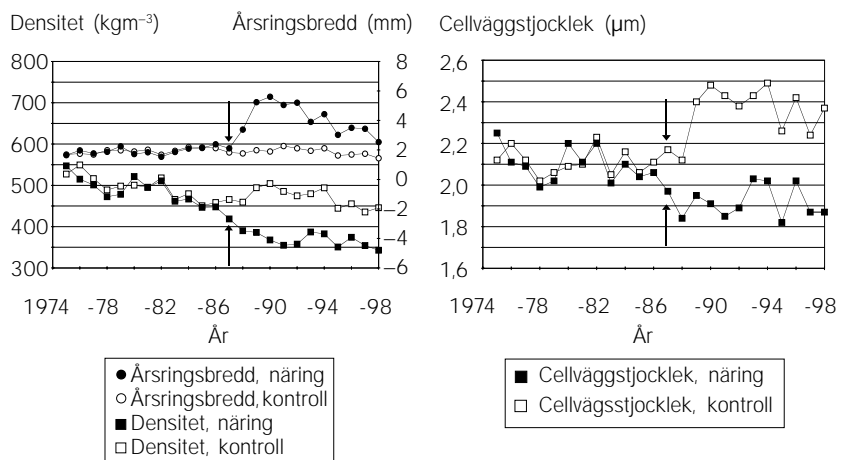 Densitet (kgm⁻³) Årsringsbredd (mm)
800 8
700 6
600 4
500 2
400 0
300 −2
−4
−6
1974 -78 -82 -86 -90 -94 -98
År
Årsringsbredd, näring
Årsringsbredd, kontroll
Densitet, näring
Densitet, kontroll
Cellväggstjocklek (µm)
2,6
2,4
2,2
2,0
1,8
1,6
1974 -78 -82 -86 -90 -94 -98
År
Cellväggstjocklek, näring
Cellvägsstjocklek, kontroll